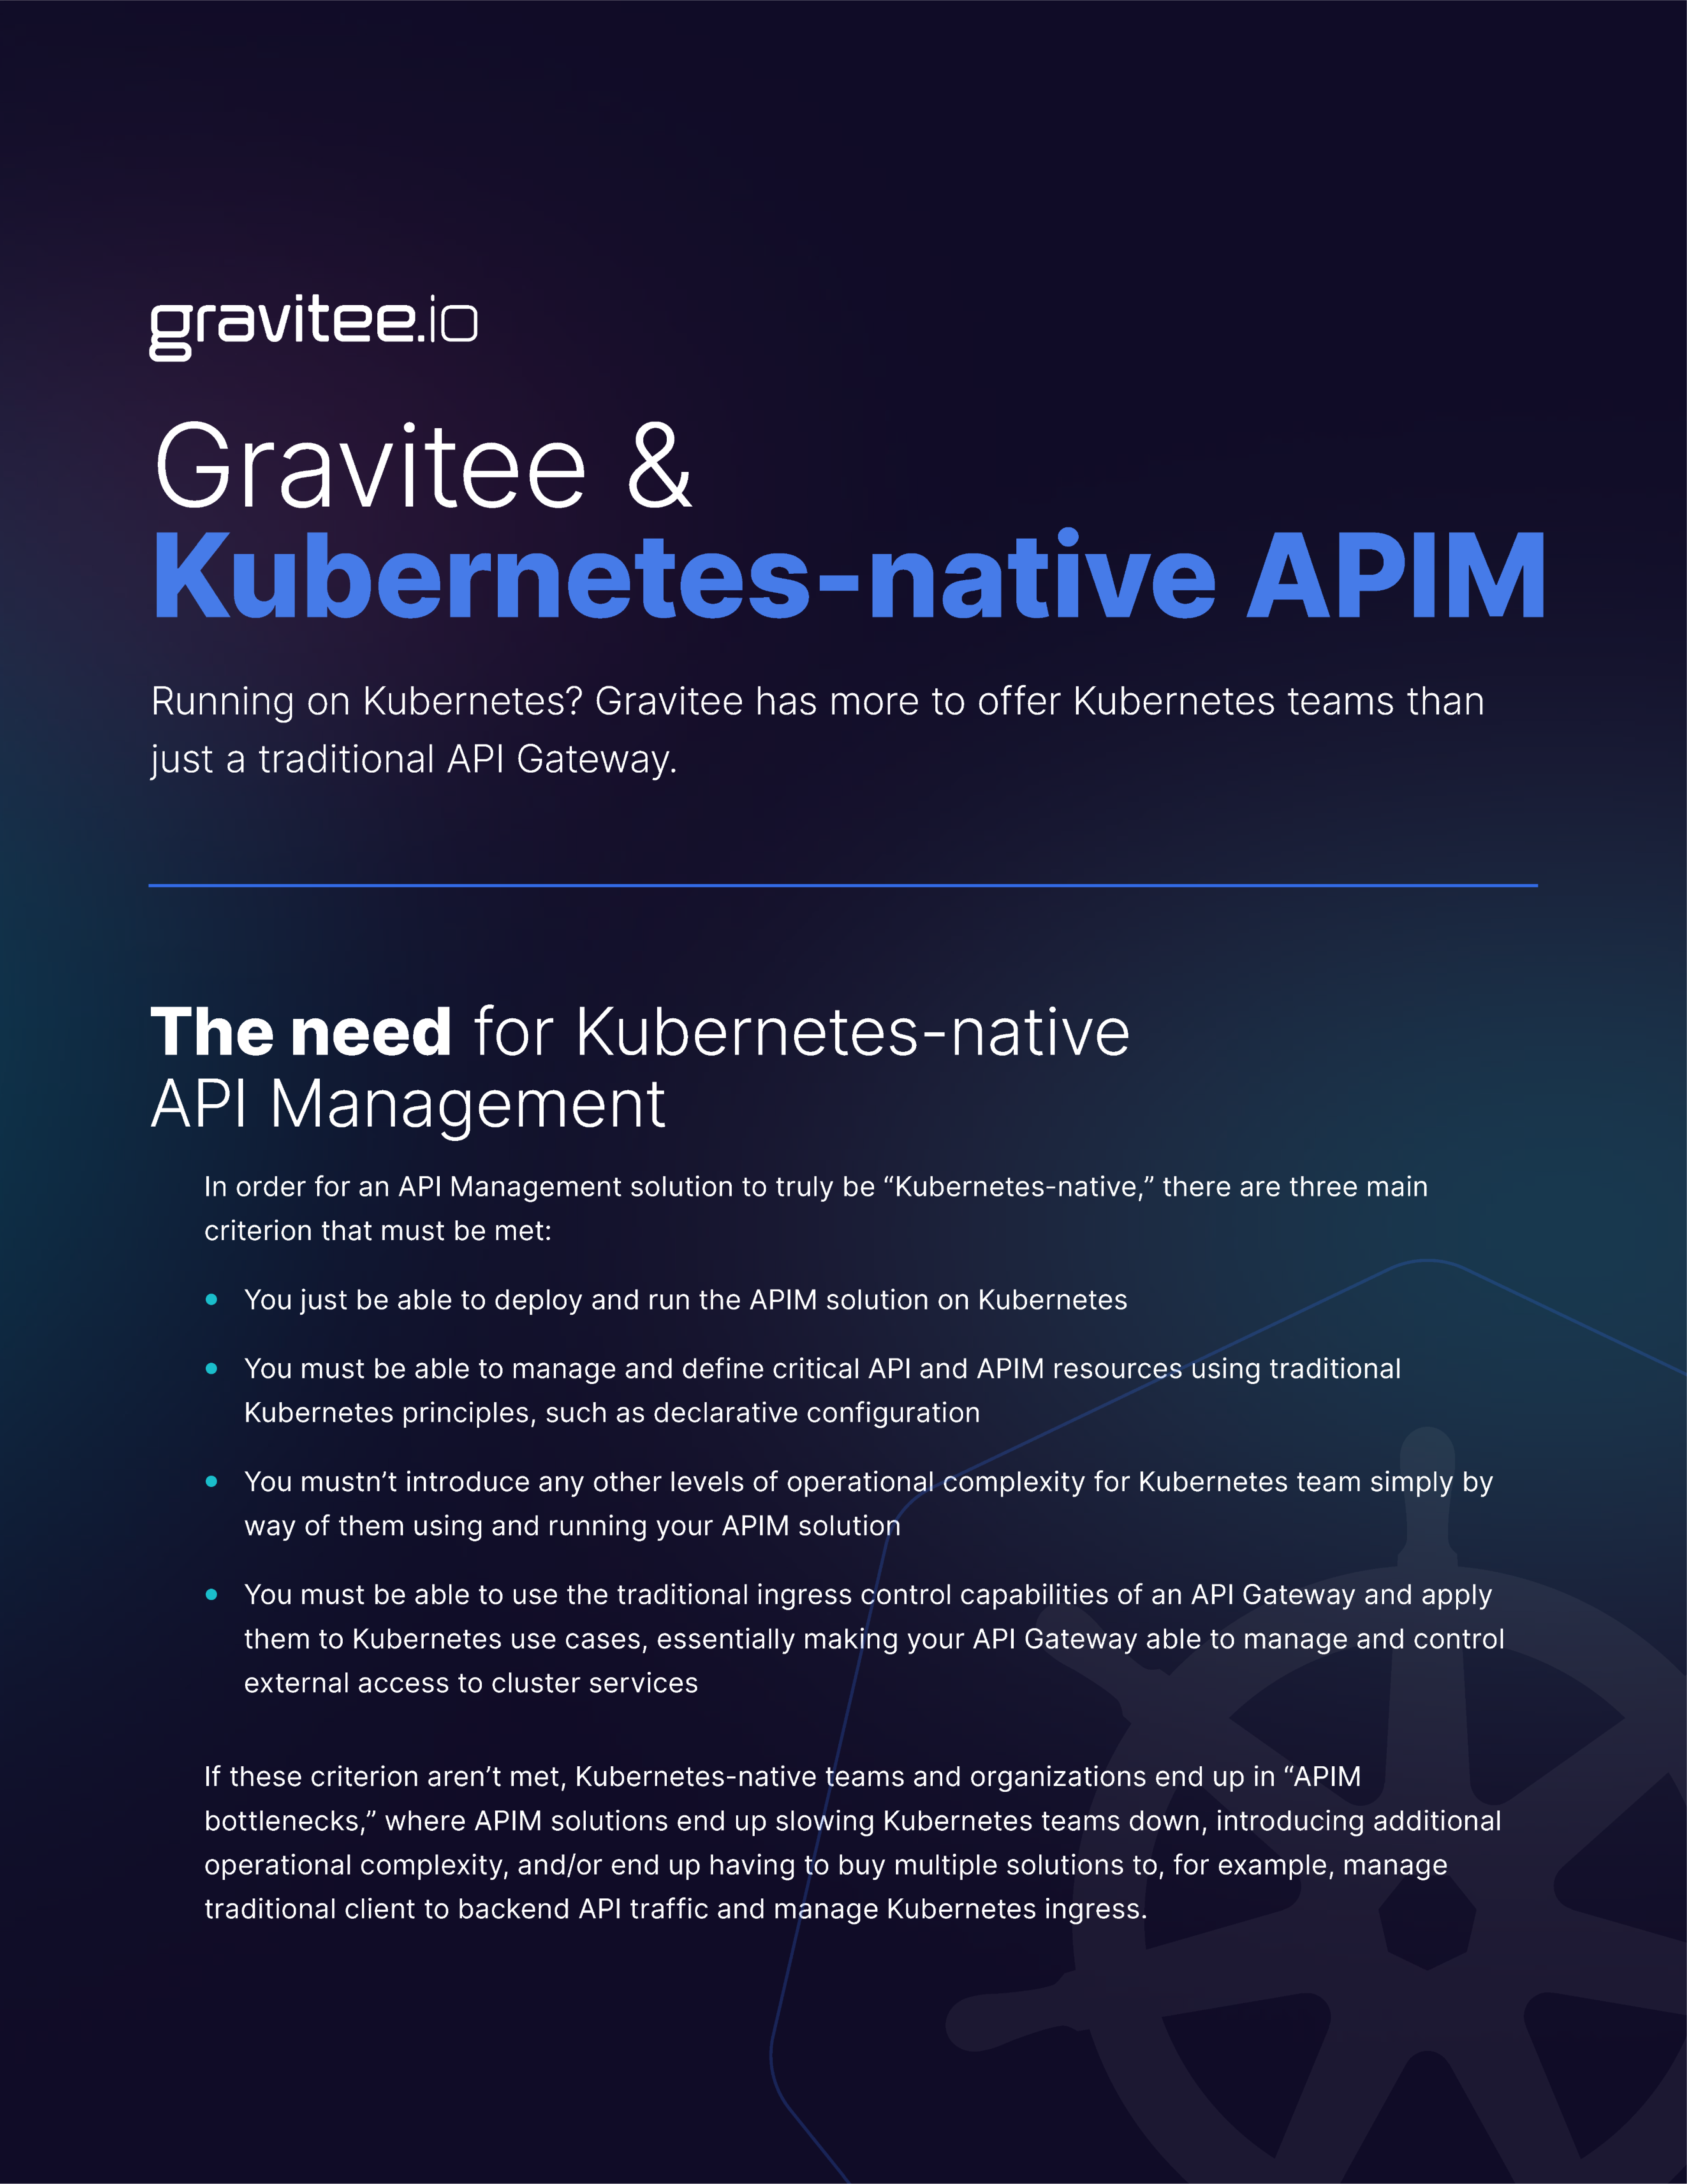 gravitee.io
Gravitee &
Kubernetes-native APIM
Running on Kubernetes? Gravitee has more to offer Kubernetes teams than
just a traditional API Gateway.
The need for Kubernetes-native
API Management
In order for an API Management solution to truly be “Kubernetes-native,” there are three main
criterion that must be met:
• You just be able to deploy and run the APIM solution on Kubernetes
• You must be able to manage and define critical API and APIM resources using traditional
Kubernetes principles, such as declarative configuration
• You mustn’t introduce any other levels of operational complexity for Kubernetes team simply by
way of them using and running your APIM solution
• You must be able to use the traditional ingress control capabilities of an API Gateway and apply
them to Kubernetes use cases, essentially making your API Gateway able to manage and control
external access to cluster services
If these criterion aren’t met, Kubernetes-native teams and organizations end up in “APIM
bottlenecks,” where APIM solutions end up slowing Kubernetes teams down, introducing additional
operational complexity, and/or end up having to buy multiple solutions to, for example, manage
traditional client to backend API traffic and manage Kubernetes ingress.